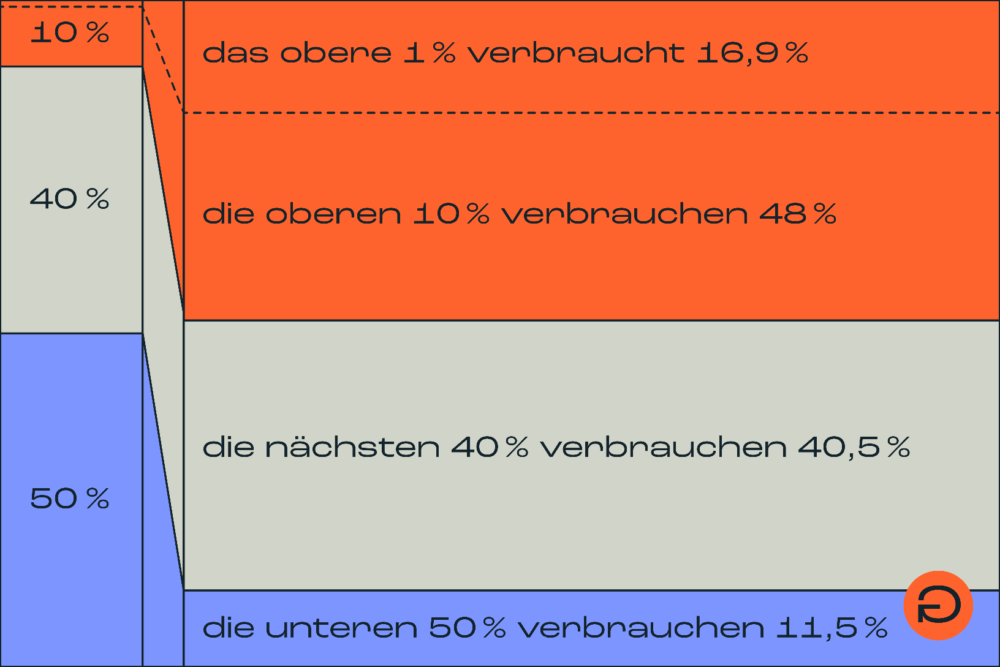 10 %
das obere 1 % verbraucht 16,9 %
40 %
die oberen 10 % verbrauchen 48 %
die nächsten 40 % verbrauchen 40,5 %
50 %
die unteren 50 % verbrauchen 11,5 %